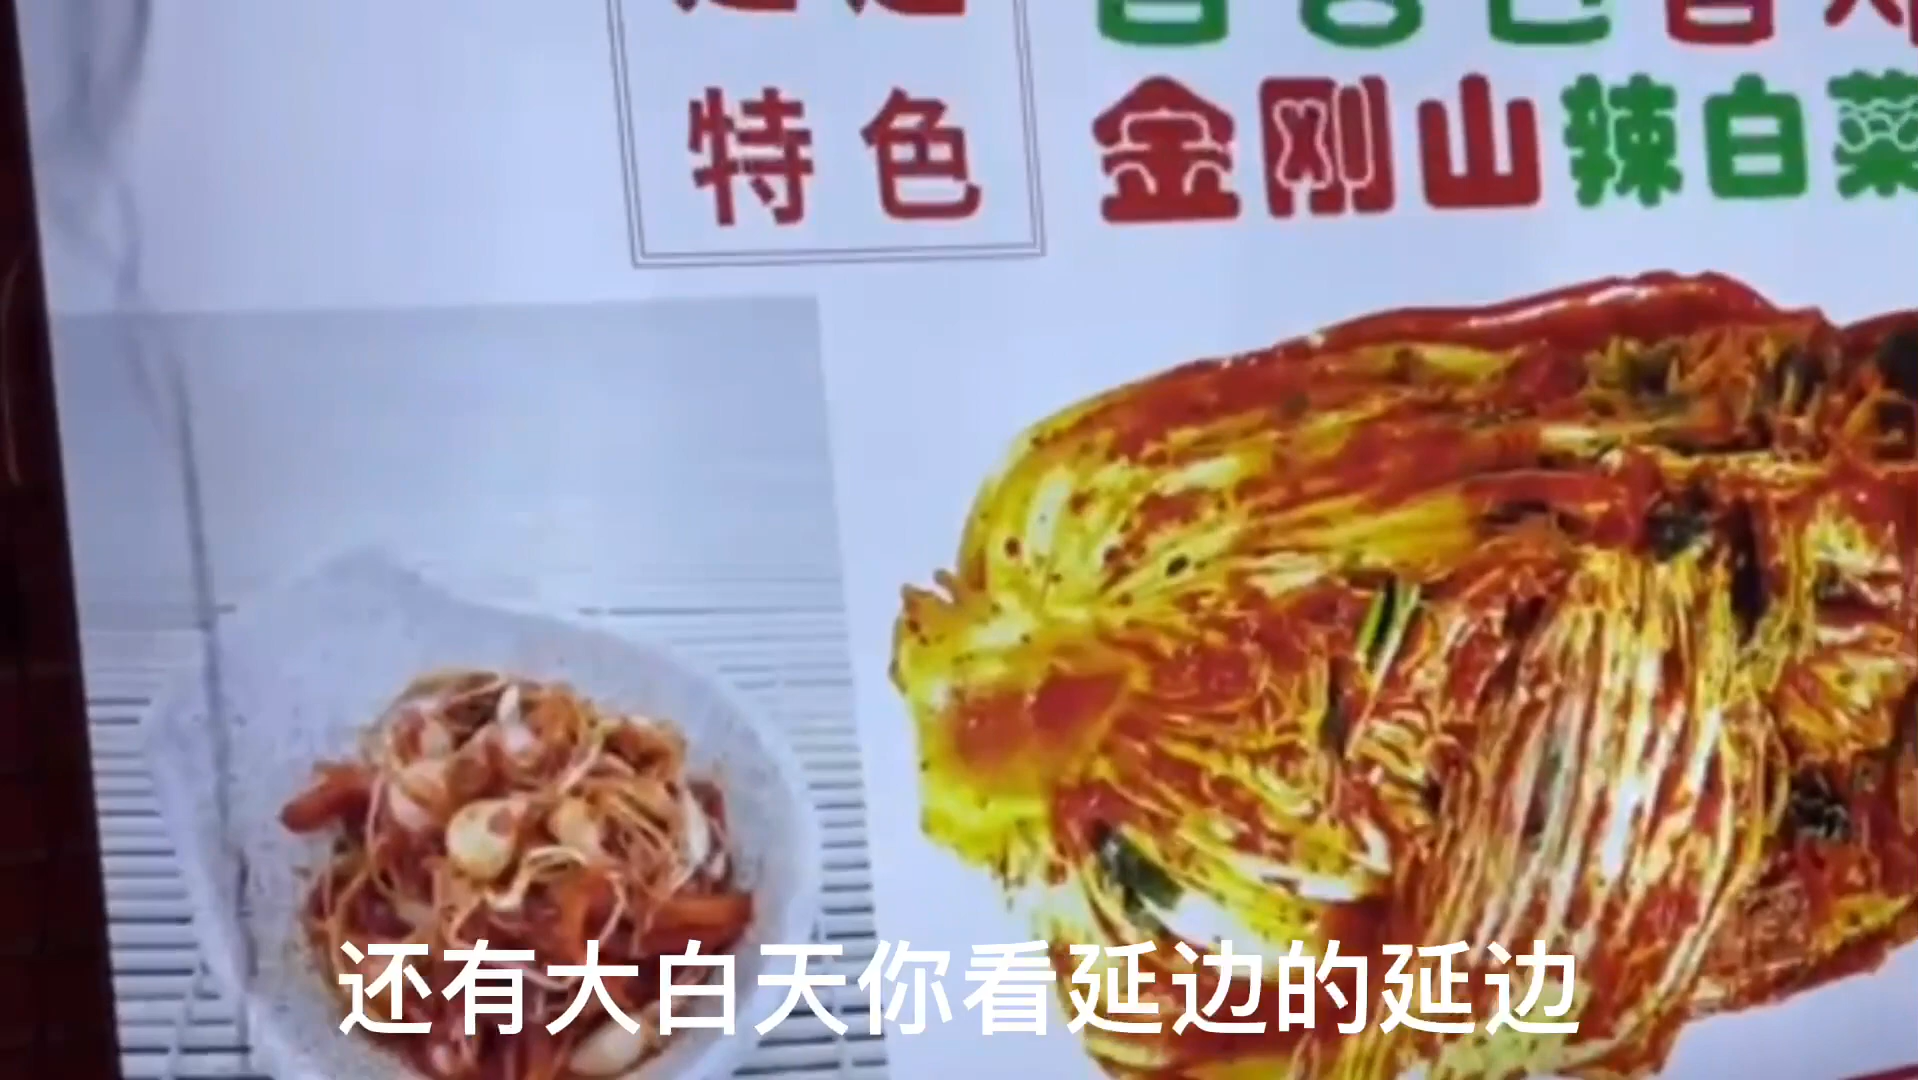 特色
金刚山辣白菜
还有大白天你看延边的延边